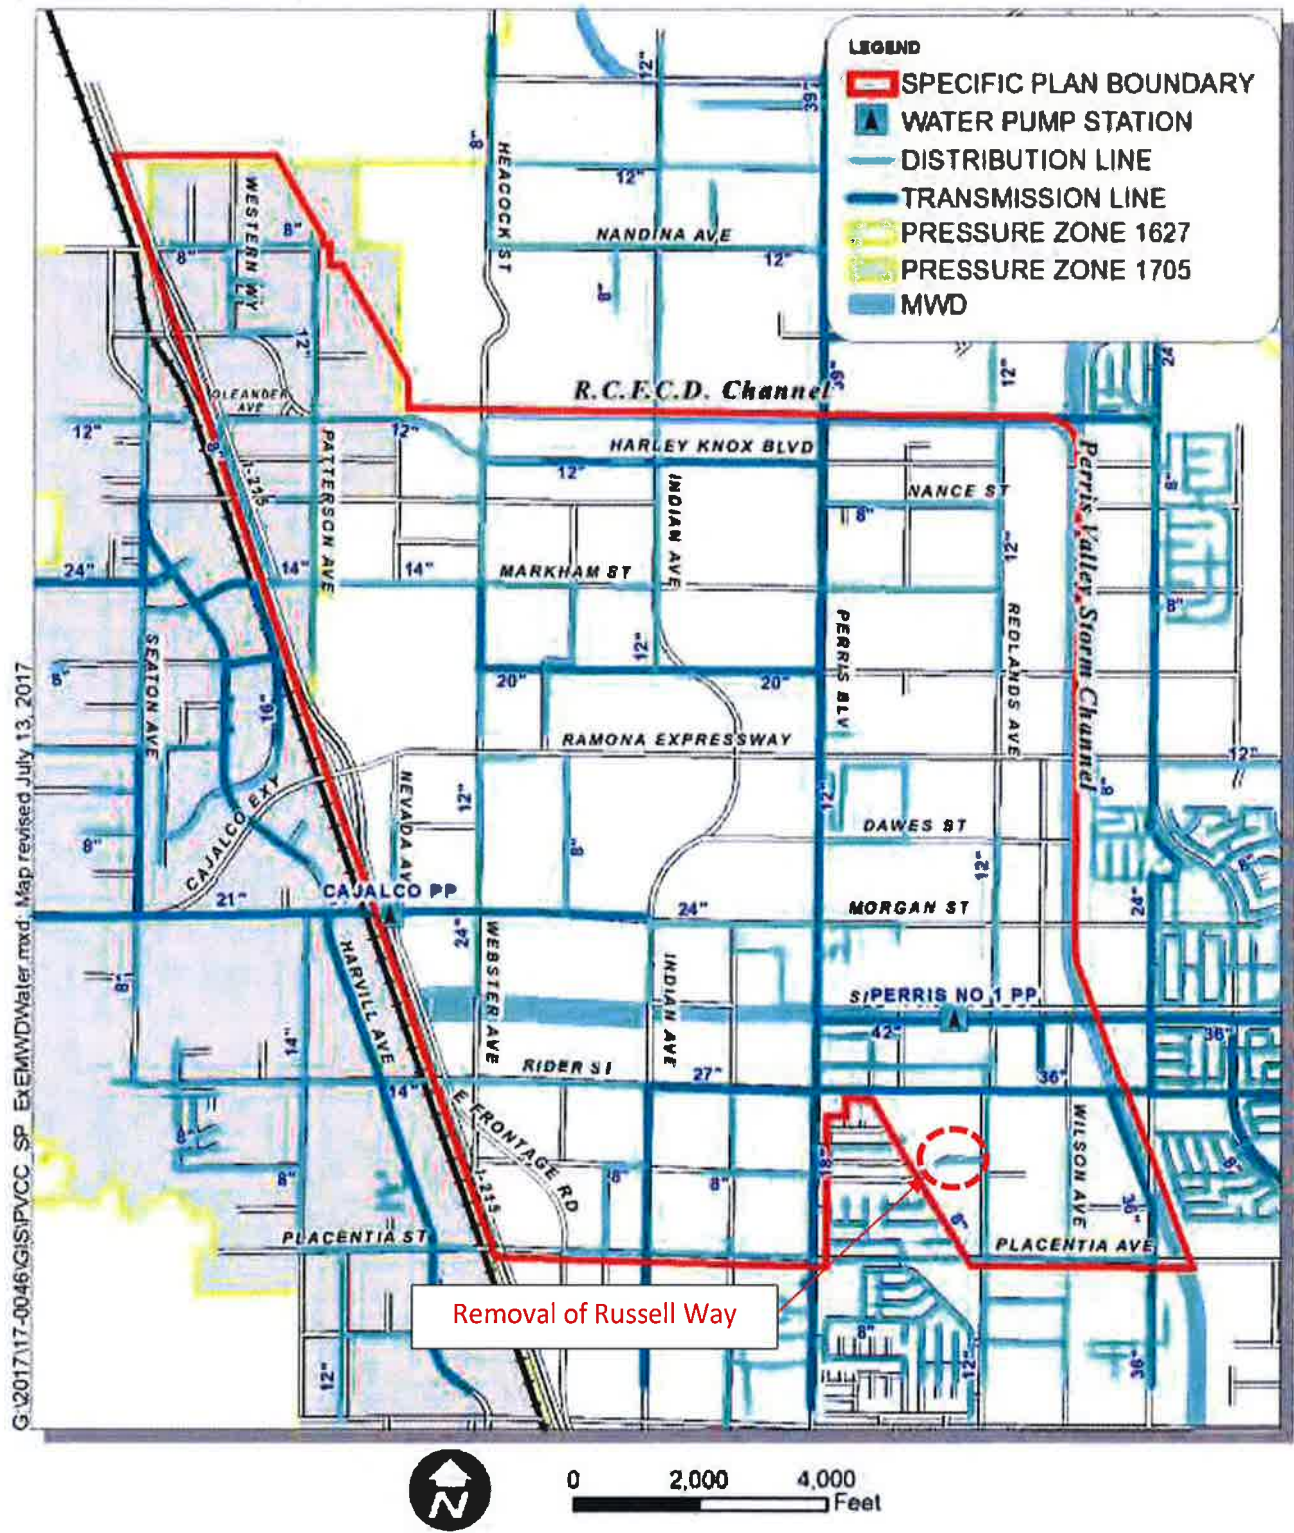 LEGEND
SPECIFIC PLAN BOUNDARY
WATER PUMP STATION
DISTRIBUTION LINE
TRANSMISSION LINE
PRESSURE ZONE 1627
PRESSURE ZONE 1705
MWD
12"
39"
8"
HEACOCK ST
12"
WESTERN WY
8"
8"
NANDINA AVE
12"
8"
12"
OLEANDER
AVE
R.C.F.C.D. Channel
39"
12"
24"
12"
12"
HARLEY KNOX BLVD
8"
I-215
PATTERSON AVE
12"
INDIAN AVE
NANCE ST
8"
8"
Perris Valley Storm Channel
24"
14"
14"
MARKHAM ST
12"
8"
SEATON AVE
12"
PERRIS BLV
REDLANDS AVE
8"
20"
20"
16"
RAMONA EXPRESSWAY
12"
CAJALCO EXY
NEVADA AV
12"
12"
8"
8"
8"
DAWES ST
12"
8"
21"
CAJALCO PP
24"
MORGAN ST
24"
24"
HARVILL AVE
WEBSTER AVE
INDIAN AVE
8"
PERRIS NO 1 PP
42"
36"
14"
RIDER ST
27"
36"
14"
E FRONTAGE RD
WILSON AVE
8"
8"
I-215
8"
8"
18"
8"
36"
8"
PLACENTIA ST
PLACENTIA AVE
Removal of Russell Way
8"
12"
12"
36"
G:\2017\17-0046\GIS\PVCC_SP_ExEMWDWater.mxd; Map revised July 13, 2017
N
0 2,000 4,000
Feet